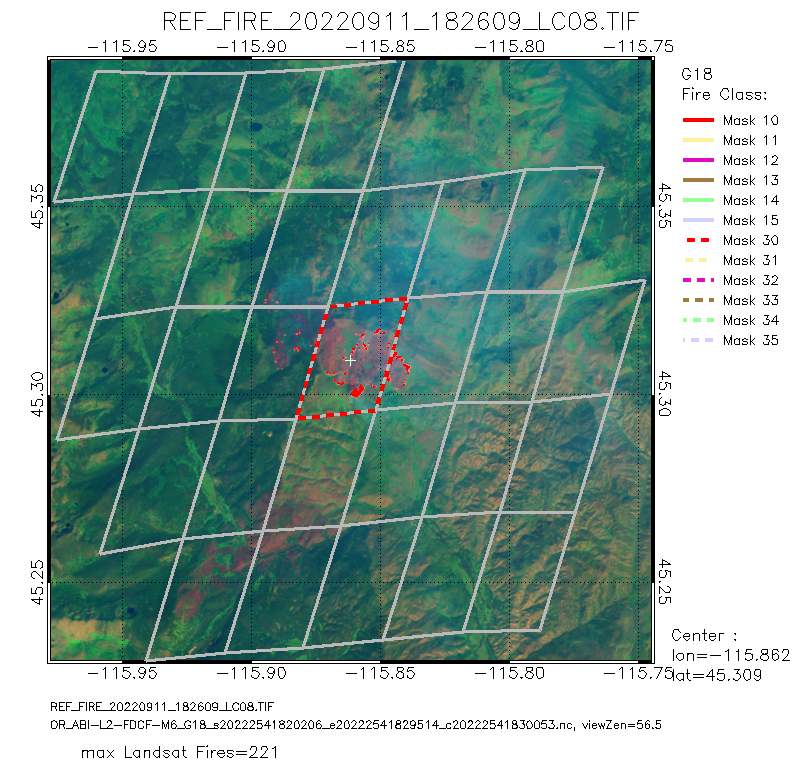 REF_FIRE_20220911_182609_LC08.TIF
−115.95 −115.90 −115.85 −115.80 −115.75
G18
Fire Class:
Mask 10
Mask 11
Mask 12
Mask 13
Mask 14
Mask 15
Mask 30
Mask 31
Mask 32
Mask 33
Mask 34
Mask 35
45.35 45.35
45.30 45.30
45.25 45.25
−115.95 −115.90 −115.85 −115.80 −115.75
Center :
lon=−115.862
lat=45.309
REF_FIRE_20220911_182609_LC08.TIF
OR_ABI−L2−FDCF−M6_G18_s20222541820206_e20222541829514_c20222541830053.nc, viewZen=56.5
max Landsat Fires=221